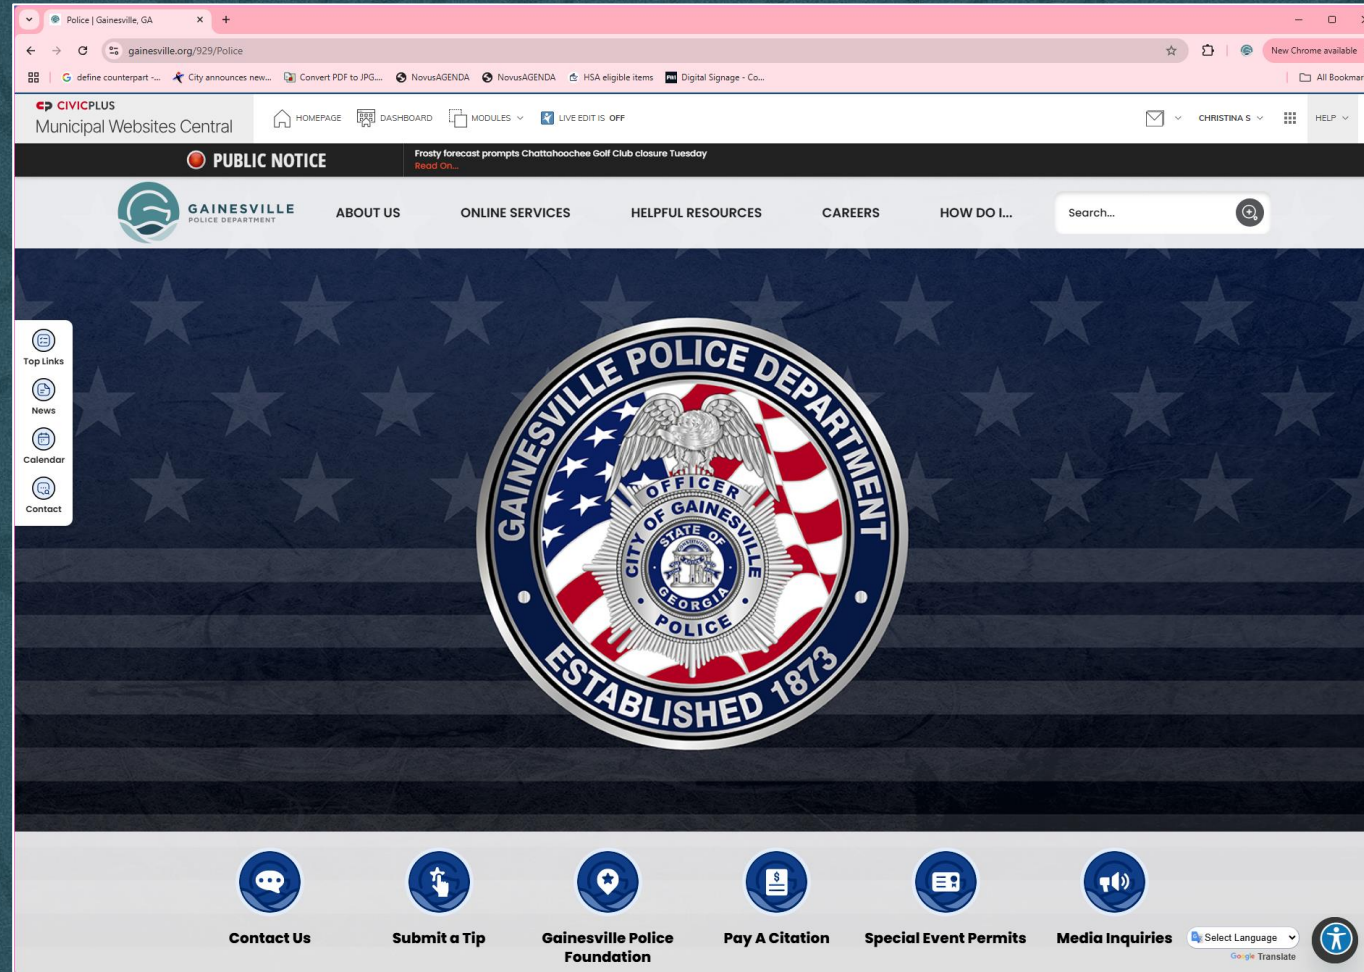 Police | Gainesville, GA
gainesville.org/929/Police
New Chrome available
define counterpart -...
City announces new...
Convert PDF to JPG....
NovusAGENDA
NovusAGENDA
HSA eligible items
Digital Signage - Co...
All Bookmar
CIVICPLUS
Municipal Websites Central
HOMEPAGE
DASHBOARD
MODULES
LIVE EDIT IS OFF
CHRISTINA S
HELP
PUBLIC NOTICE
Frosty forecast prompts Chattahoochee Golf Club closure Tuesday
Read On...
GAINESVILLE
POLICE DEPARTMENT
ABOUT US
ONLINE SERVICES
HELPFUL RESOURCES
CAREERS
HOW DO I...
Search...
Top Links
News
Calendar
Contact
GAINESVILLE POLICE DEPARTMENT
OFFICER
CITY OF GAINESVILLE
STATE OF
GEORGIA
POLICE
ESTABLISHED 1873
Contact Us
Submit a Tip
Gainesville Police
Foundation
Pay A Citation
Special Event Permits
Media Inquiries
Select Language
Google Translate